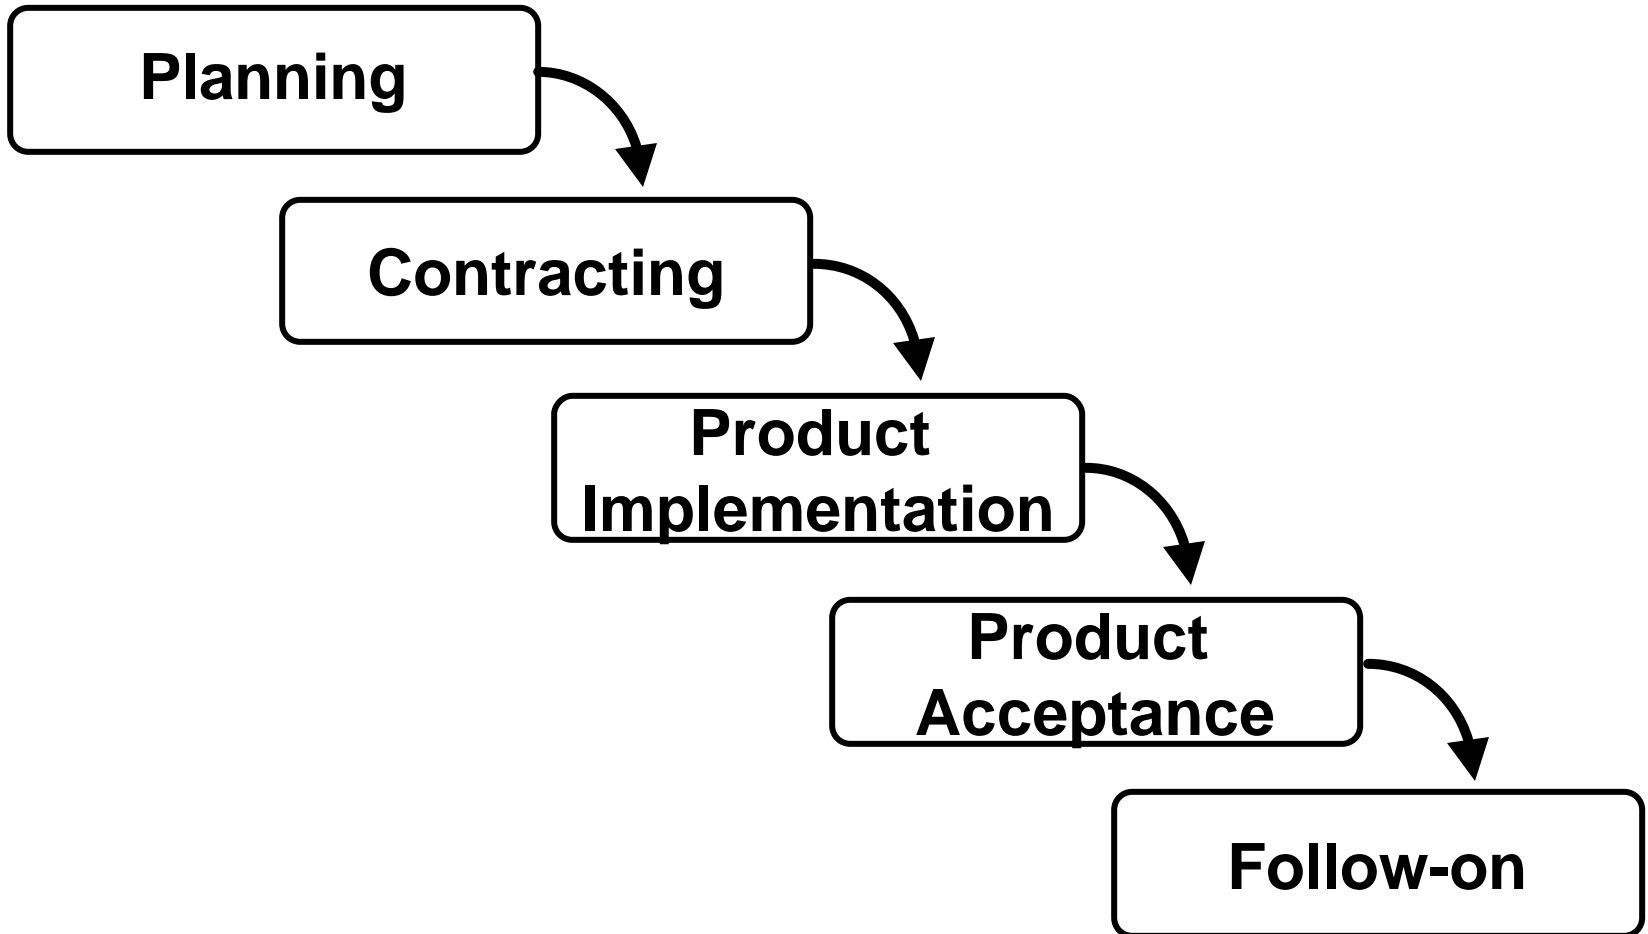 Planning
Contracting
Product
Implementation
Product
Acceptance
Follow-on